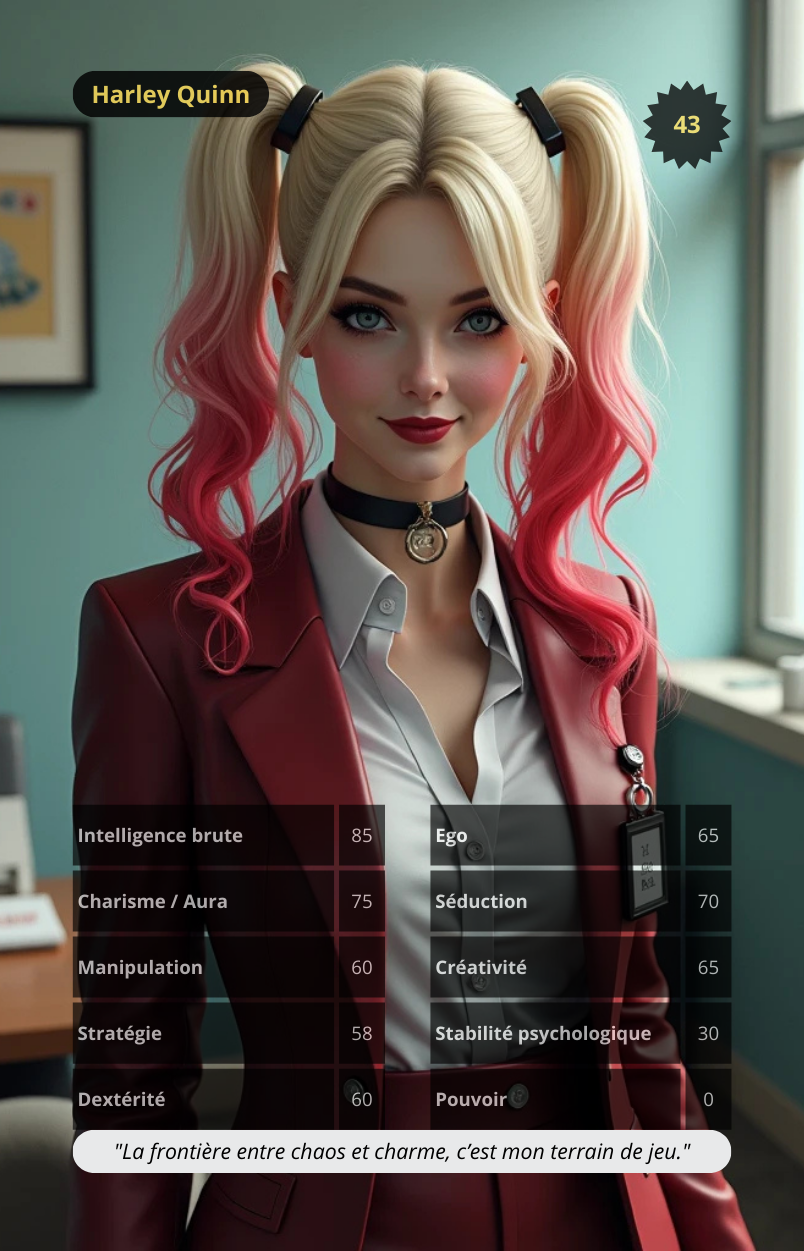 Harley Quinn
43
Intelligence brute 85
Ego 65
Charisme / Aura 75
Séduction 70
Manipulation 60
Créativité 65
Stratégie 58
Stabilité psychologique 30
Dextérité 60
Pouvoir 0
"La frontière entre chaos et charme, c’est mon terrain de jeu."